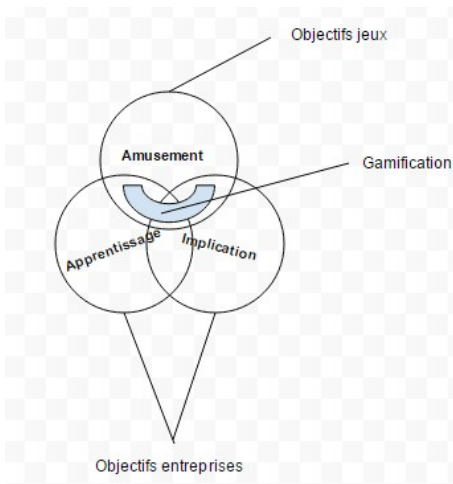 Objectifs jeux
Amusement
Gamification
Apprentissage
Implication
Objectifs entreprises